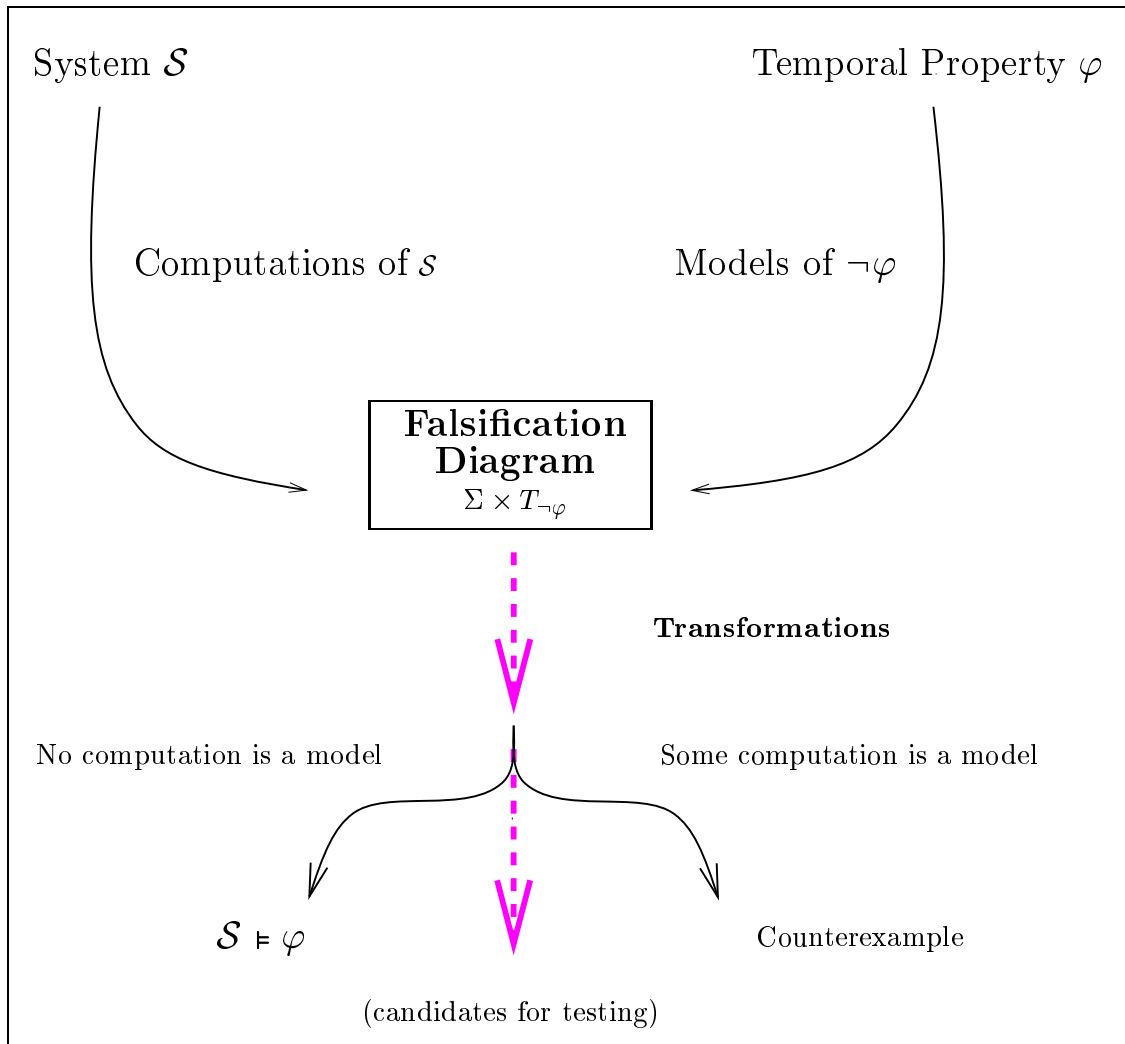 System 𝒮
Temporal Property φ
Computations of 𝒮
Models of ¬φ
Falsification
Diagram
Σ × T¬φ
Transformations
No computation is a model
Some computation is a model
𝒮 ⊧ φ
Counterexample
(candidates for testing)